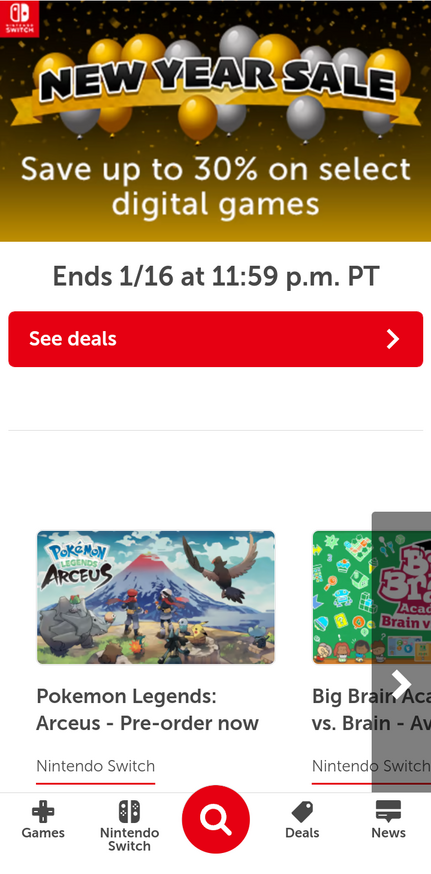 NINTENDO
SWITCH
NEW YEAR SALE
Save up to 30% on select
digital games
Ends 1/16 at 11:59 p.m. PT
See deals
Pokémon
LEGENDS
ARCEUS
Pokemon Legends:
Arceus - Pre-order now
Nintendo Switch
Big Brain Aca
vs. Brain - Av
Nintendo Switch
Games
Nintendo
Switch
Deals
News